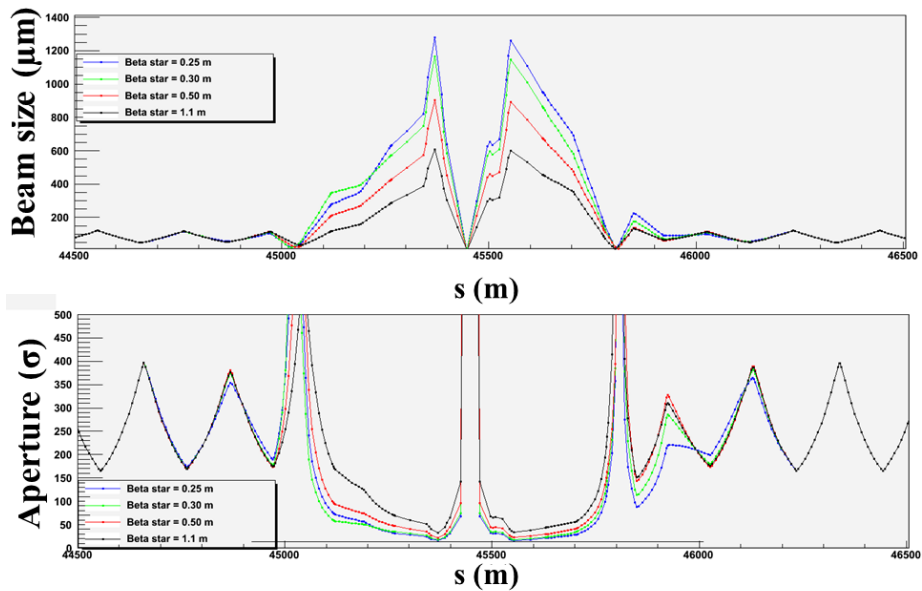 Beam size (μm)
1400
1200
1000
800
600
400
200
Beta star = 0.25 m
Beta star = 0.30 m
Beta star = 0.50 m
Beta star = 1.1 m
44500 45000 45500 46000 46500
s (m)
Aperture (σ)
500
450
400
350
300
250
200
150
100
50
0
Beta star = 0.25 m
Beta star = 0.30 m
Beta star = 0.50 m
Beta star = 1.1 m
44500 45000 45500 46000 46500
s (m)